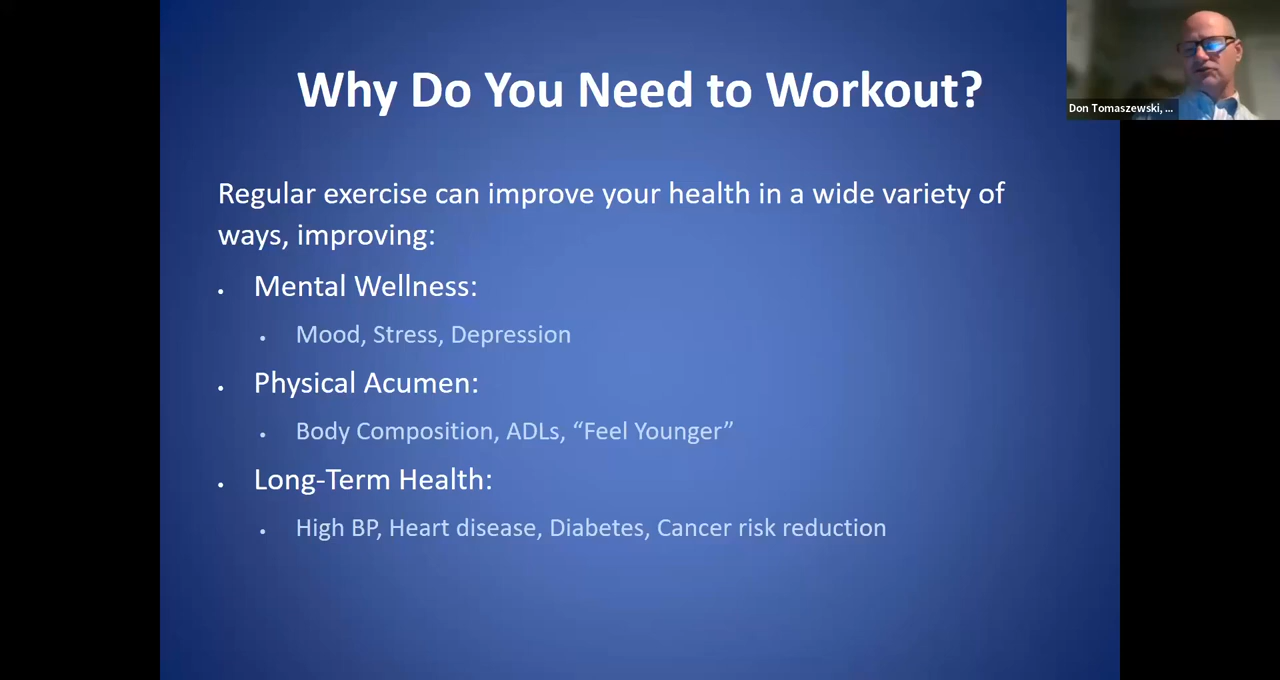 Why Do You Need to Workout?
Don Tomaszewski, ...
Regular exercise can improve your health in a wide variety of
ways, improving:
• Mental Wellness:
• Mood, Stress, Depression
• Physical Acumen:
• Body Composition, ADLs, “Feel Younger”
• Long-Term Health:
• High BP, Heart disease, Diabetes, Cancer risk reduction